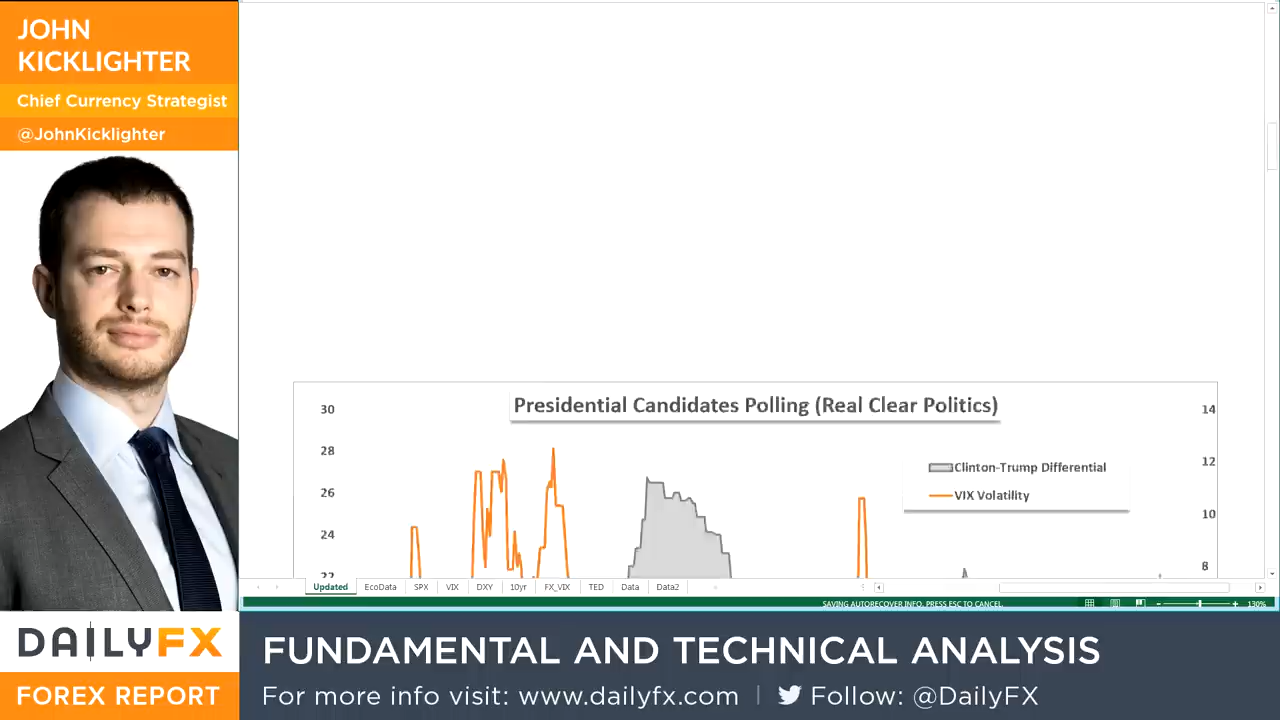 JOHN
KICKLIGHTER
Chief Currency Strategist
@JohnKicklighter
Presidential Candidates Polling (Real Clear Politics)
30
28
26
24
22
14
12
10
8
Clinton-Trump Differential
VIX Volatility
Updated EcoData SPX VIX DXY 10yr FX_VIX TED Data Data2
SAVING AUTORECOVER INFO. PRESS ESC TO CANCEL.
130%
DAILYFX
FOREX REPORT
FUNDAMENTAL AND TECHNICAL ANALYSIS
For more info visit: www.dailyfx.com | Follow: @DailyFX